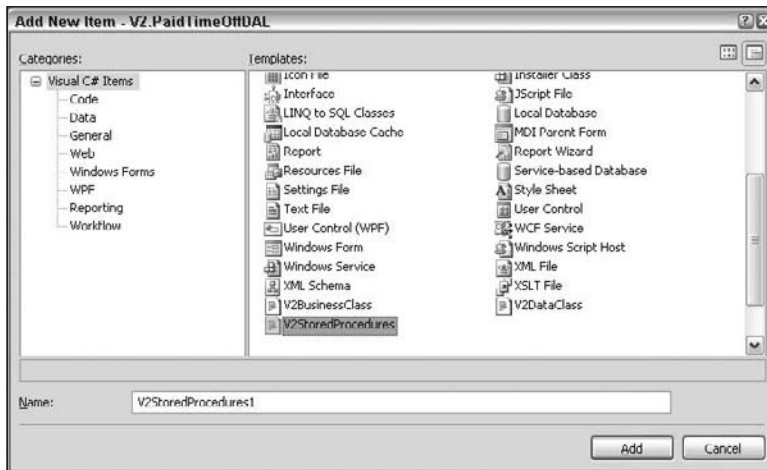 Add New Item - V2.PaidTimeOffDAL
Categories:
Templates:
Visual C# Items
Code
Data
General
Web
Windows Forms
WPF
Reporting
Workflow
Icon File
Installer Class
Interface
JScript File
LINQ to SQL Classes
Local Database
Local Database Cache
MDI Parent Form
Report
Report Wizard
Resources File
Service-based Database
Settings File
Style Sheet
Text File
User Control
User Control (WPF)
WCF Service
Windows Form
Windows Script Host
Windows Service
XML File
XML Schema
XSLT File
V2BusinessClass
V2DataClass
V2StoredProcedures
Name:
V2StoredProcedures1
Add
Cancel